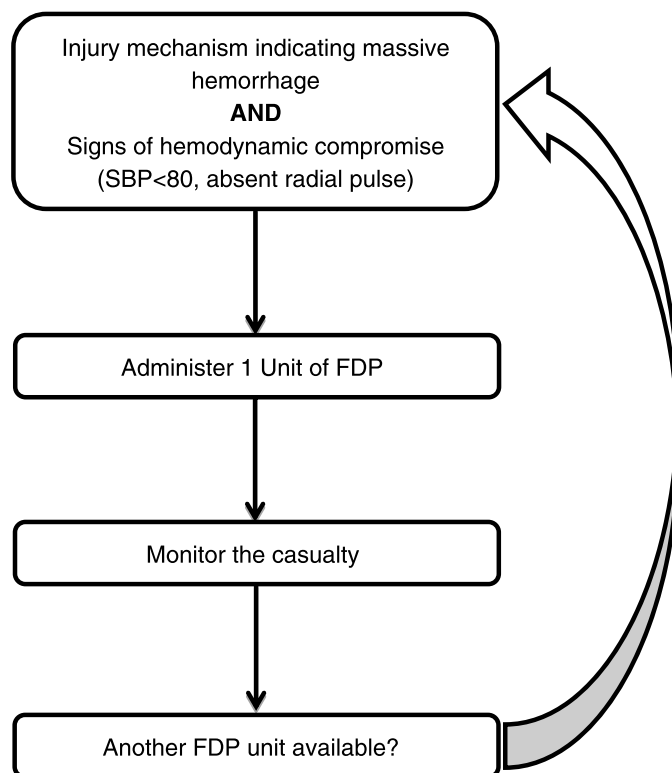 Injury mechanism indicating massive
hemorrhage
AND
Signs of hemodynamic compromise
(SBP<80, absent radial pulse)
Administer 1 Unit of FDP
Monitor the casualty
Another FDP unit available?